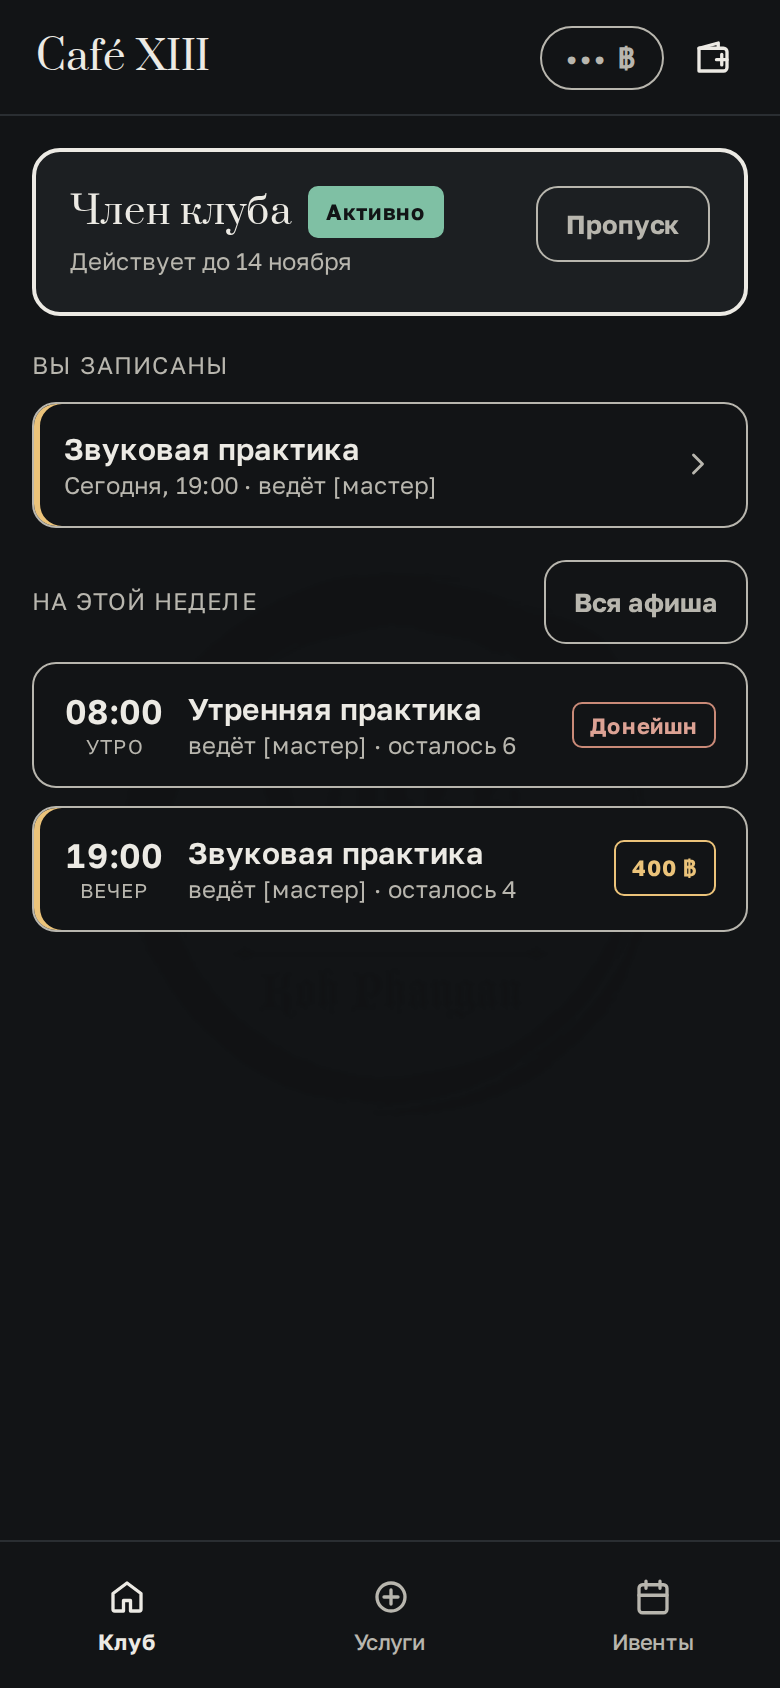 Café XIII
••• ฿
Член клуба
Активно
Действует до 14 ноября
Пропуск
ВЫ ЗАПИСАНЫ
Звуковая практика
Сегодня, 19:00 · ведёт [мастер]
НА ЭТОЙ НЕДЕЛЕ
Вся афиша
08:00
УТРО
Утренняя практика
ведёт [мастер] · осталось 6
Донейшн
19:00
ВЕЧЕР
Звуковая практика
ведёт [мастер] · осталось 4
400 ฿
Koh Phangan
Клуб
Услуги
Ивенты